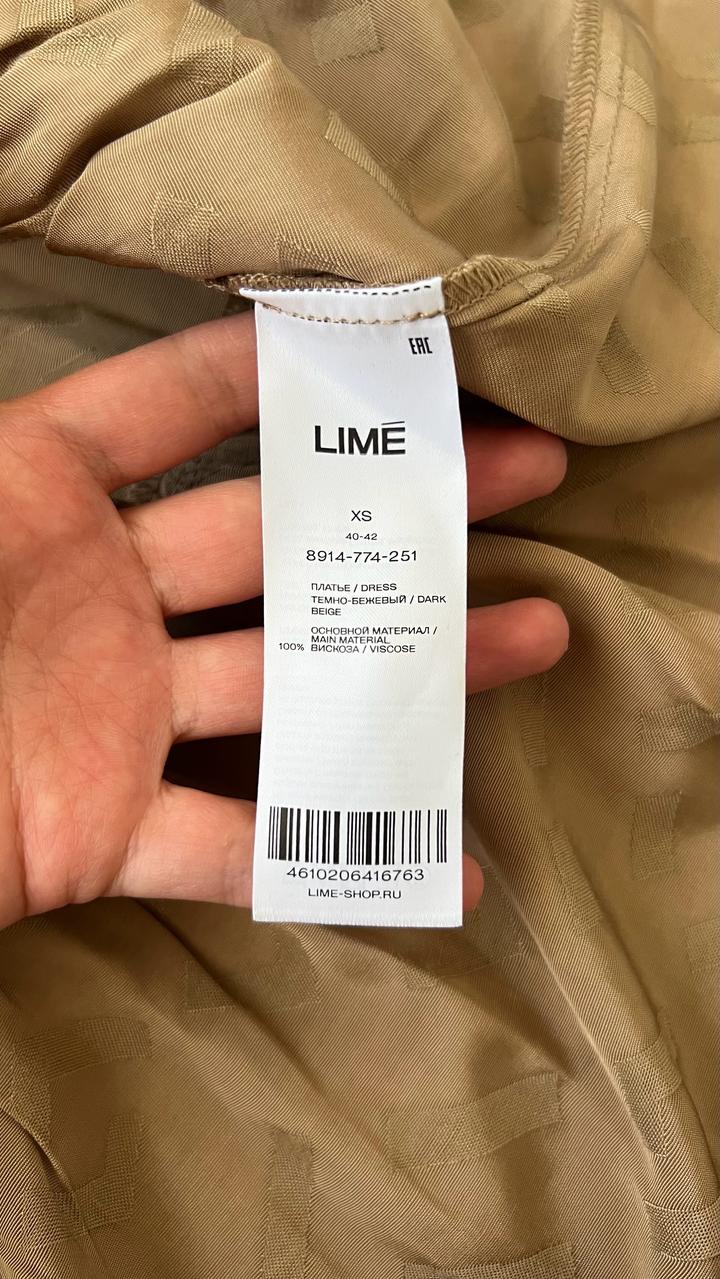 EAC
LIMĒ
XS
40-42
8914-774-251
ПЛАТЬЕ / DRESS
ТЕМНО-БЕЖЕВЫЙ / DARK
BEIGE
ОСНОВНОЙ МАТЕРИАЛ /
MAIN MATERIAL
100% ВИСКОЗА / VISCOSE
4610206416763
LIME-SHOP.RU